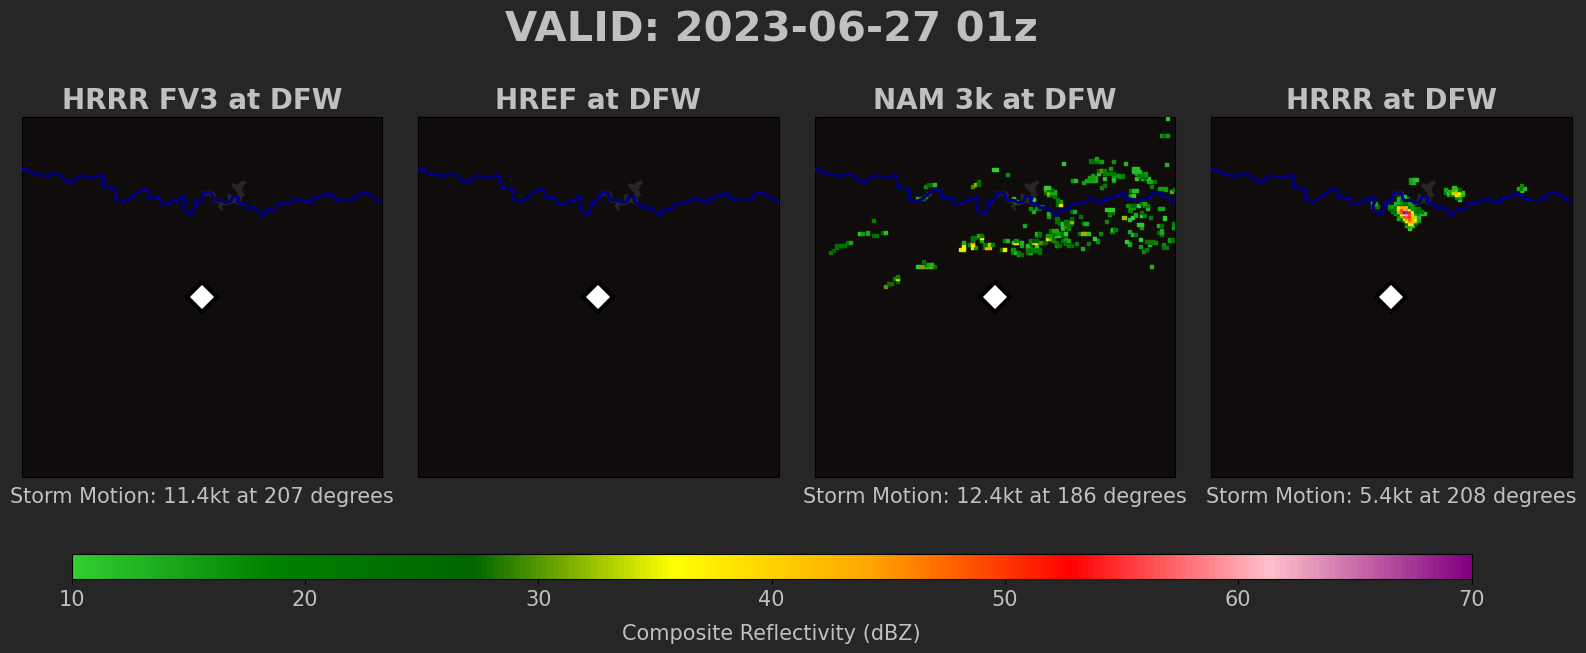 VALID: 2023-06-27 01z
HRRR FV3 at DFW
HREF at DFW
NAM 3k at DFW
HRRR at DFW
Storm Motion: 11.4kt at 207 degrees
Storm Motion: 12.4kt at 186 degrees
Storm Motion: 5.4kt at 208 degrees
10 20 30 40 50 60 70
Composite Reflectivity (dBZ)